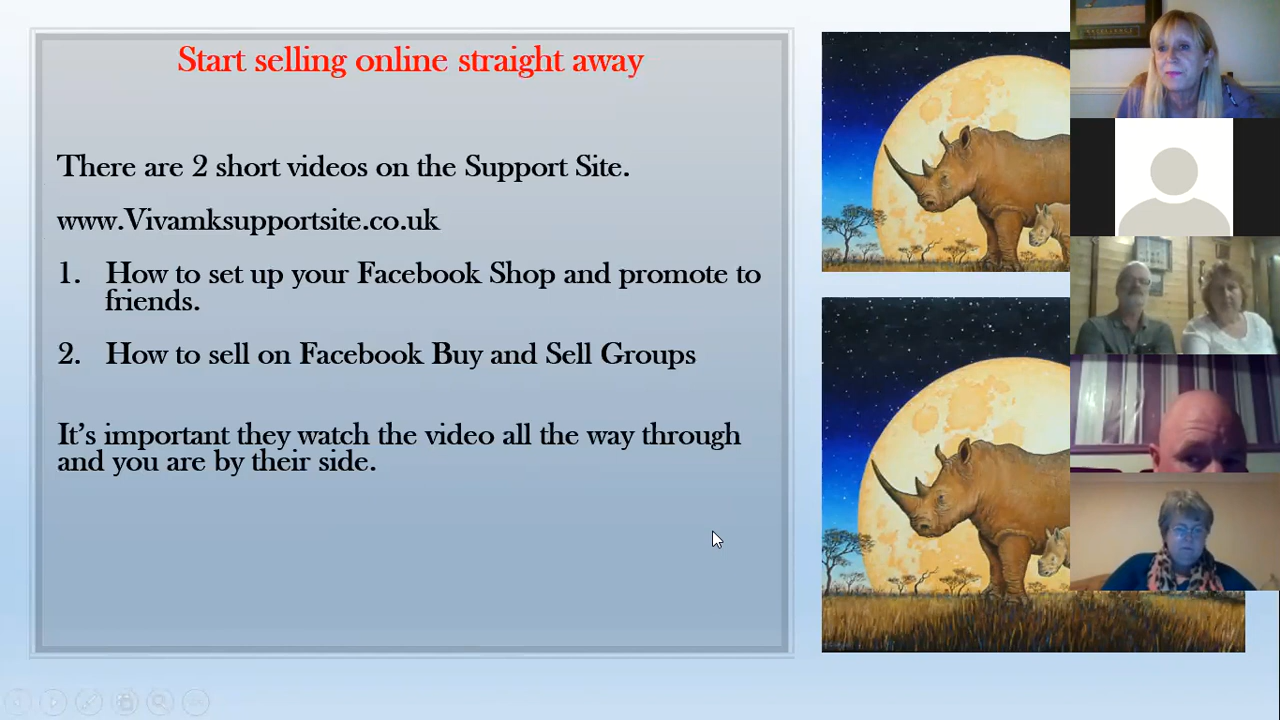 Start selling online straight away
There are 2 short videos on the Support Site.
www.Vivamksupportsite.co.uk
1. How to set up your Facebook Shop and promote to
friends.
2. How to sell on Facebook Buy and Sell Groups
It's important they watch the video all the way through
and you are by their side.